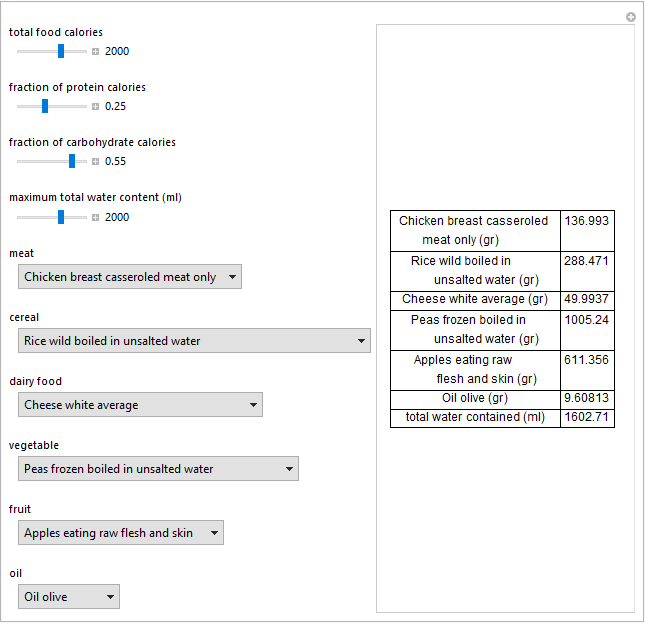 total food calories
2000
fraction of protein calories
0.25
fraction of carbohydrate calories
0.55
maximum total water content (ml)
2000
meat
Chicken breast casseroled meat only
cereal
Rice wild boiled in unsalted water
dairy food
Cheese white average
vegetable
Peas frozen boiled in unsalted water
fruit
Apples eating raw flesh and skin
oil
Oil olive
Chicken breast casseroled 136.993
meat only (gr)
Rice wild boiled in 288.471
unsalted water (gr)
Cheese white average (gr) 49.9937
Peas frozen boiled in 1005.24
unsalted water (gr)
Apples eating raw 611.356
flesh and skin (gr)
Oil olive (gr) 9.60813
total water contained (ml) 1602.71